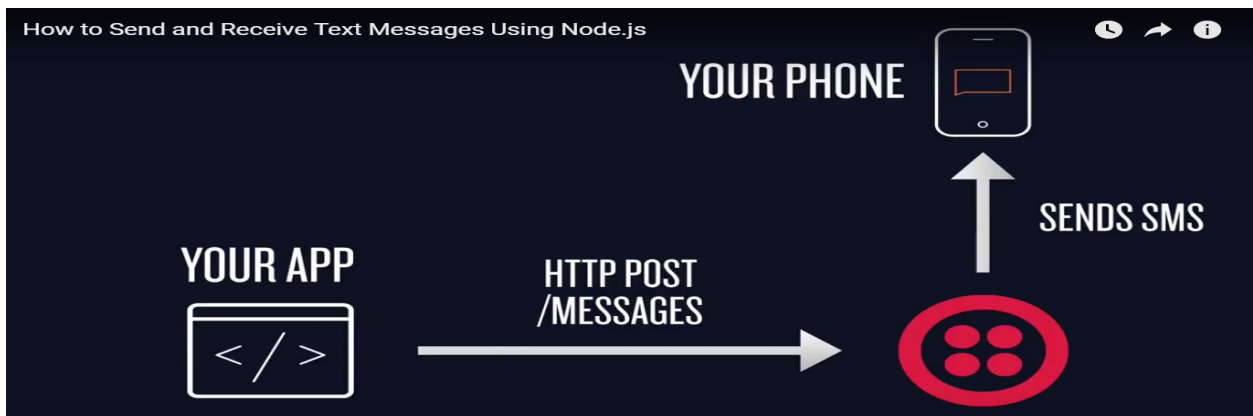 How to Send and Receive Text Messages Using Node.js
YOUR PHONE
SENDS SMS
YOUR APP
HTTP POST
/MESSAGES
</>